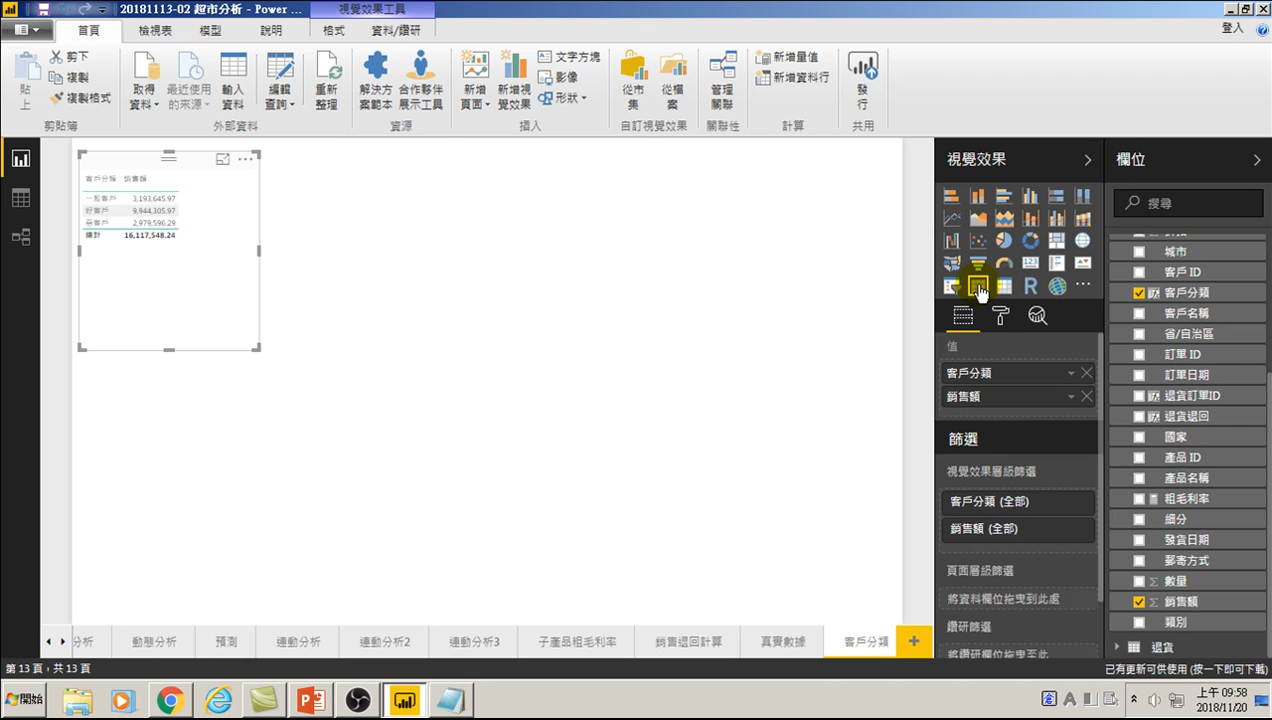 20181113-02 超市分析 - Power ...
視覺效果工具
首頁
檢視表
模型
說明
格式
資料/鑽研
登入
貼上
剪下
複製
複製格式
剪貼簿
取得資料
最近使用的來源
輸入資料
編輯查詢
重新整理
外部資料
解決方案範本
合作夥伴展示工具
資源
新增頁面
新增視覺效果
文字方塊
影像
形狀
插入
從市集
從檔案
自訂視覺效果
管理關聯
關聯性
新增量值
新增資料行
計算
發行
共用
客戶分類 銷售額
一般客戶 3,193,645.97
好客戶 9,944,305.97
惡客戶 2,979,596.29
總計 16,117,548.24
視覺效果
值
客戶分類
銷售額
篩選
視覺效果層級篩選
客戶分類 (全部)
銷售額 (全部)
頁面層級篩選
將資料欄位拖曳到此處
鑽研篩選
將鑽研欄位拖曳至此
欄位
搜尋
城市
客戶 ID
客戶分類
客戶名稱
省/自治區
訂單 ID
訂單日期
退貨訂單ID
退貨退回
國家
產品 ID
產品名稱
租毛利率
細分
發貨日期
郵寄方式
數量
銷售額
類別
退貨
分析
動態分析
預測
連動分析
連動分析2
連動分析3
子產品租毛利率
銷售退回計算
真實數據
客戶分類
第 13 頁，共 13 頁
已有更新可供使用 (按一下即可下載)
開始
上午 09:58
2018/11/20